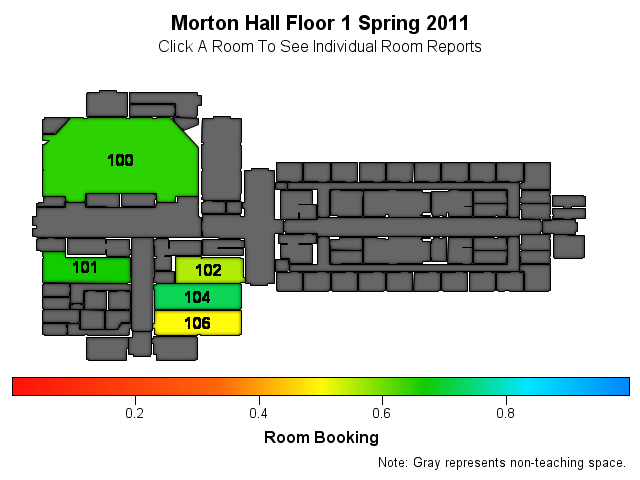 Morton Hall Floor 1 Spring 2011
Click A Room To See Individual Room Reports
100
101
102
104
106
0.2 0.4 0.6 0.8
Room Booking
Note: Gray represents non-teaching space.